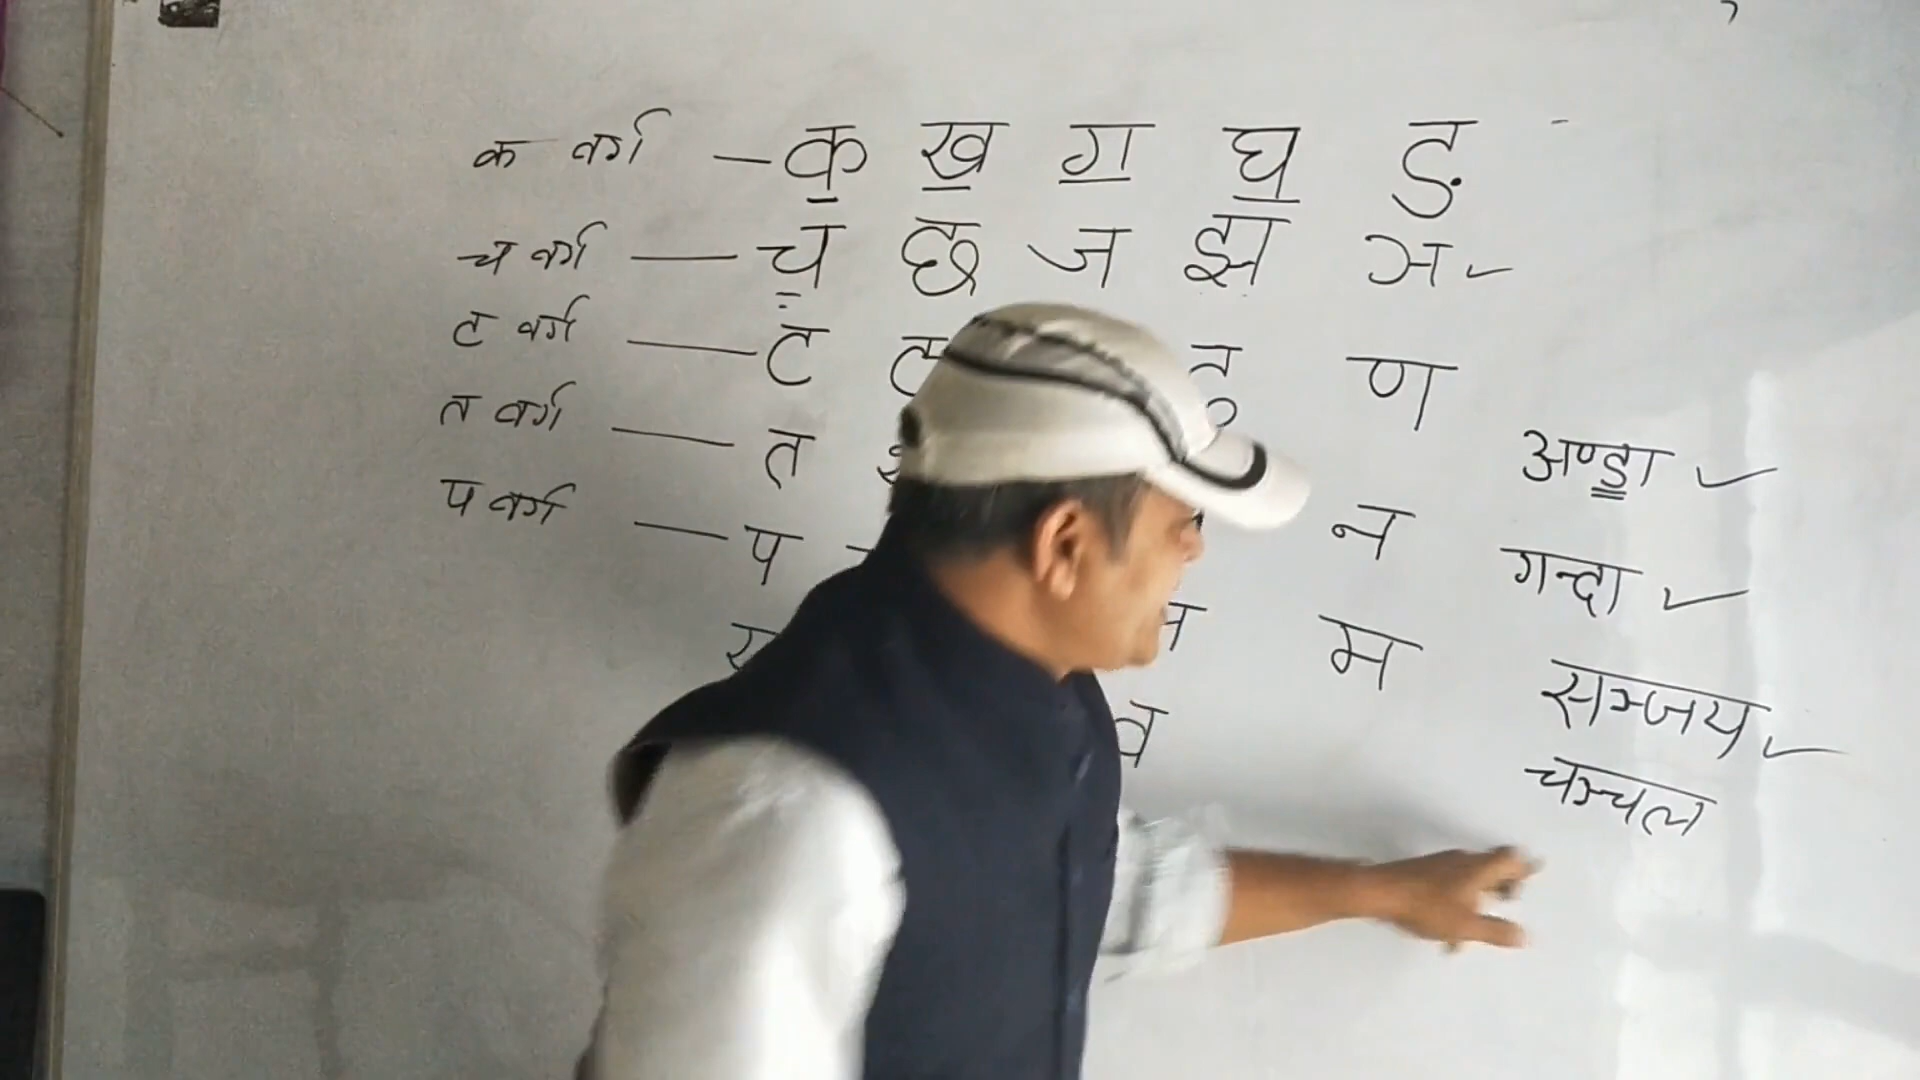 क वर्ग — क ख ग घ ङ
च वर्ग — च छ ज झ ञ
ट वर्ग — ट ण
त वर्ग — त न
प वर्ग — प म
व
अण्डा
गन्दा
सञ्जय
चञ्चल